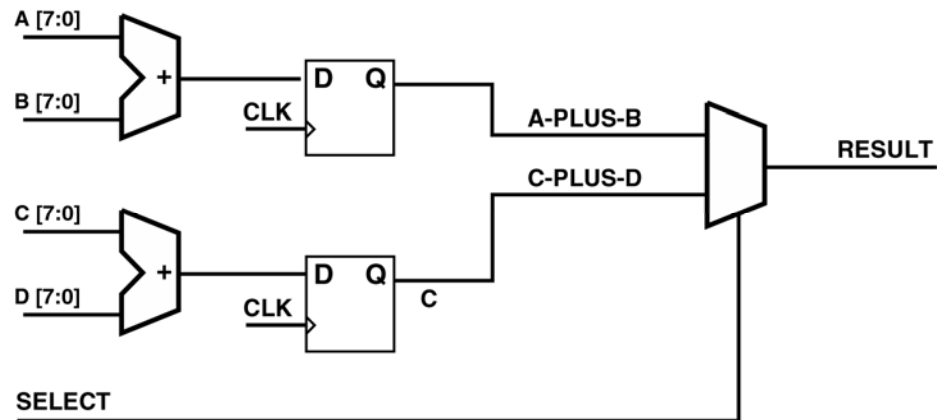 A [7:0]
+
B [7:0]
D Q
CLK
A-PLUS-B
RESULT
C-PLUS-D
C [7:0]
+
D [7:0]
D Q
C
CLK
SELECT